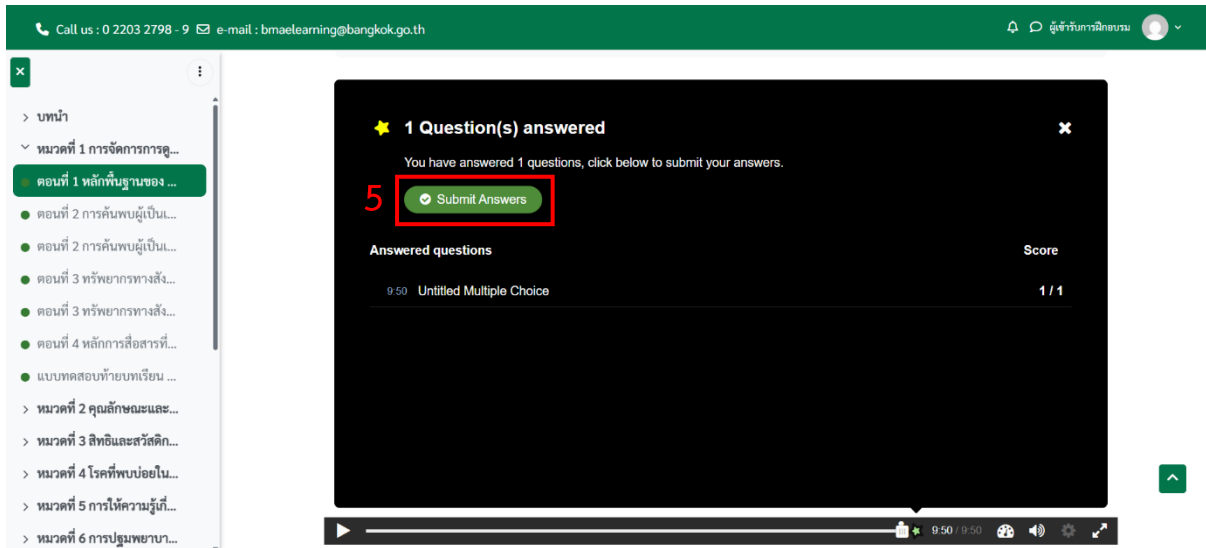 Call us : 0 2203 2798 - 9 e-mail : bmaelearning@bangkok.go.th
ผู้เข้ารับการฝึกอบรม
บทนำ
หมวดที่ 1 การจัดการการดู...
ตอนที่ 1 หลักพื้นฐานของ ...
ตอนที่ 2 การค้นพบผู้เป็นเ...
ตอนที่ 2 การค้นพบผู้เป็นเ...
ตอนที่ 3 ทรัพยากรทางสัง...
ตอนที่ 3 ทรัพยากรทางสัง...
ตอนที่ 4 หลักการสื่อสารที่...
แบบทดสอบท้ายบทเรียน ...
หมวดที่ 2 คุณลักษณะและ...
หมวดที่ 3 สิทธิและสวัสดิก...
หมวดที่ 4 โรคที่พบบ่อยใน...
หมวดที่ 5 การให้ความรู้เกี่...
หมวดที่ 6 การปฐมพยาบา...
1 Question(s) answered
You have answered 1 questions, click below to submit your answers.
5 Submit Answers
Answered questions Score
9:50 Untitled Multiple Choice 1 / 1
9:50 / 9:50